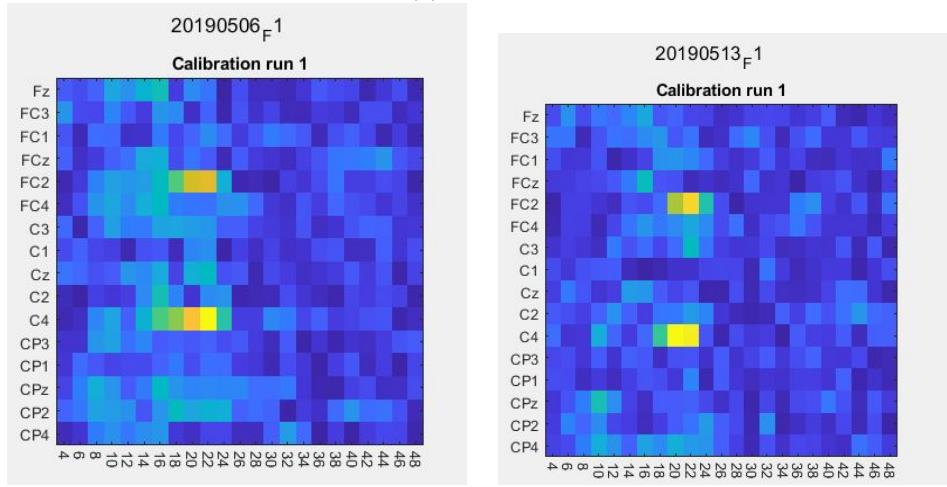 20190506_F1
Calibration run 1
Fz
FC3
FC1
FCz
FC2
FC4
C3
C1
Cz
C2
C4
CP3
CP1
CPz
CP2
CP4
4 6 8 10 12 14 16 18 20 22 24 26 28 30 32 34 36 38 40 42 44 46 48
20190513_F1
Calibration run 1
Fz
FC3
FC1
FCz
FC2
FC4
C3
C1
Cz
C2
C4
CP3
CP1
CPz
CP2
CP4
4 6 8 10 12 14 16 18 20 22 24 26 28 30 32 34 36 38 40 42 44 46 48